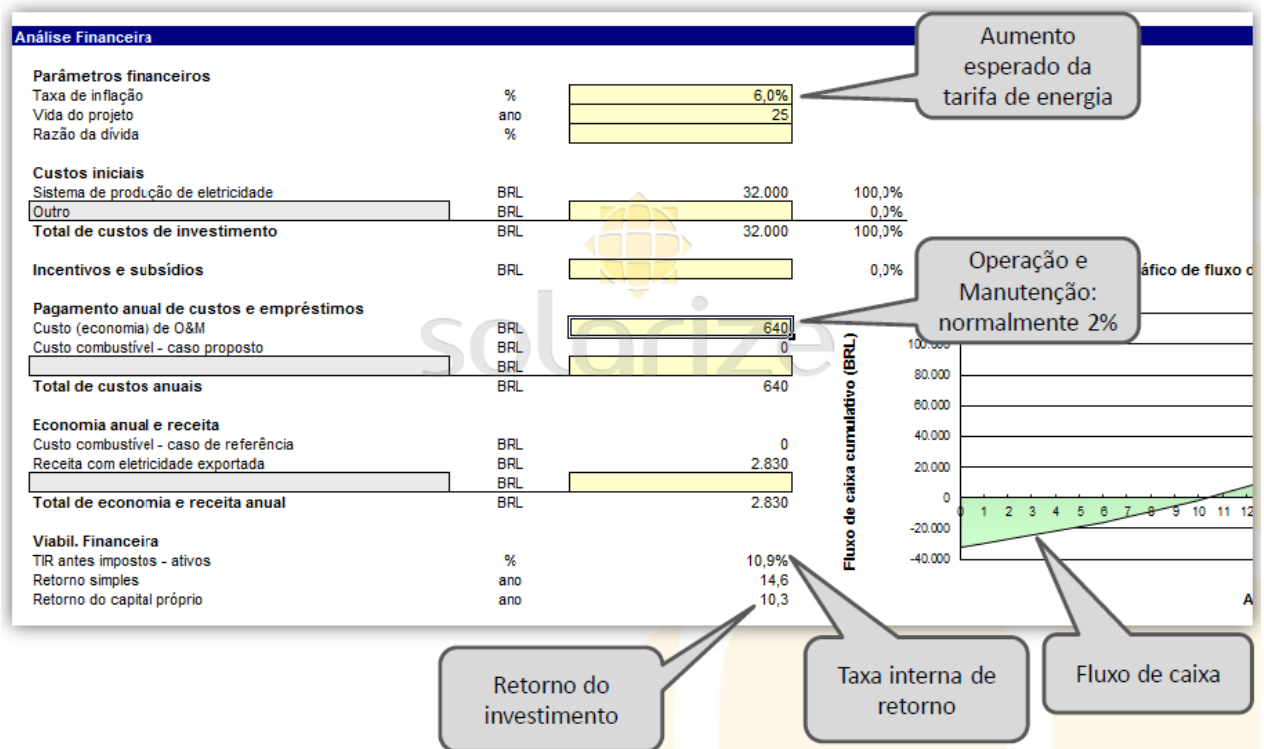 Análise Financeira
Aumento
esperado da
tarifa de energia
Parâmetros financeiros
Taxa de inflação % 6,0%
Vida do projeto ano 25
Razão da dívida %
Custos iniciais
Sistema de produção de eletricidade BRL 32.000 100,0%
Outro BRL 0,0%
Total de custos de investimento BRL 32.000 100,0%
Incentivos e subsídios BRL 0,0%
Operação e
Manutenção:
normalmente 2%
áfico de fluxo d
Pagamento anual de custos e empréstimos
Custo (economia) de O&M BRL 640
Custo combustível - caso proposto BRL 0
BRL
Total de custos anuais BRL 640
solarize
Economia anual e receita
Custo combustível - caso de referência BRL 0
Receita com eletricidade exportada BRL 2.830
BRL
Total de economia e receita anual BRL 2.830
Viabil. Financeira
TIR antes impostos - ativos % 10,9%
Retorno simples ano 14,6
Retorno do capital próprio ano 10,3
Fluxo de caixa cumulativo (BRL)
100.000
80.000
60.000
40.000
20.000
0
-20.000
-40.000
0 1 2 3 4 5 6 7 8 9 10 11 12
A
Retorno do
investimento
Taxa interna de
retorno
Fluxo de caixa